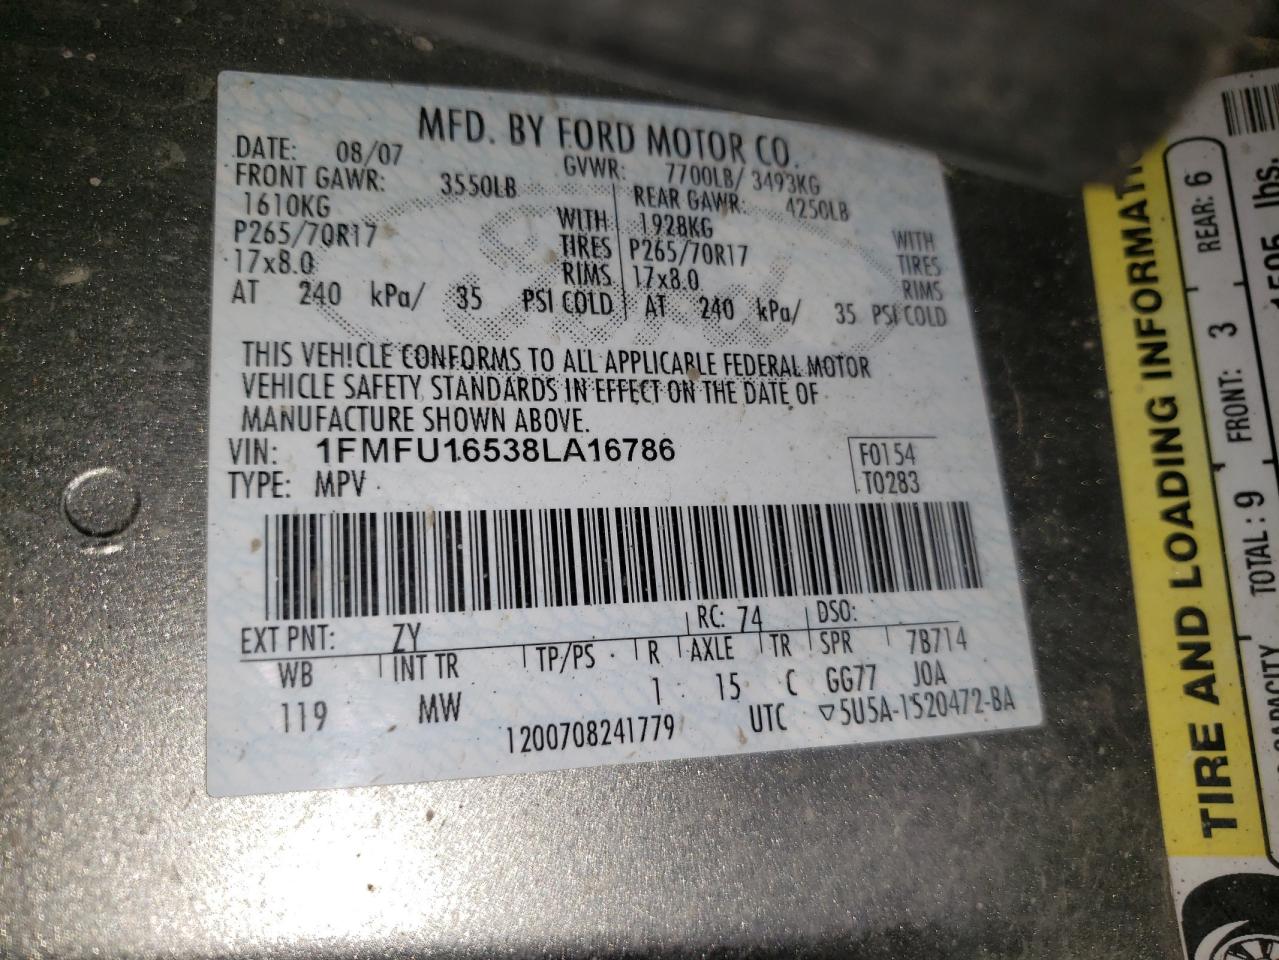 MFD. BY FORD MOTOR CO.
DATE: 08/07 GVWR: 7700LB/ 3493KG
FRONT GAWR: 3550LB REAR GAWR: 4250LB
1610KG WITH 1928KG WITH
P265/70R17 TIRES P265/70R17 TIRES
17x8.0 RIMS 17x8.0 RIMS
AT 240 kPa/ 35 PSI COLD AT 240 kPa/ 35 PSI COLD
THIS VEHICLE CONFORMS TO ALL APPLICABLE FEDERAL MOTOR
VEHICLE SAFETY STANDARDS IN EFFECT ON THE DATE OF
MANUFACTURE SHOWN ABOVE.
VIN: 1FMFU16538LA16786 F0154
TYPE: MPV T0283
EXT PNT: ZY RC: 74 DSO:
WB INT TR TP/PS R AXLE TR SPR 7B714
119 MW 1 15 C GG77 JOA
1200708241779 UTC ▽5U5A-1520472-BA
TIRE AND LOADING INFORMAT
CAPACITY TOTAL: 9 FRONT: 3 REAR: 6
lbs.